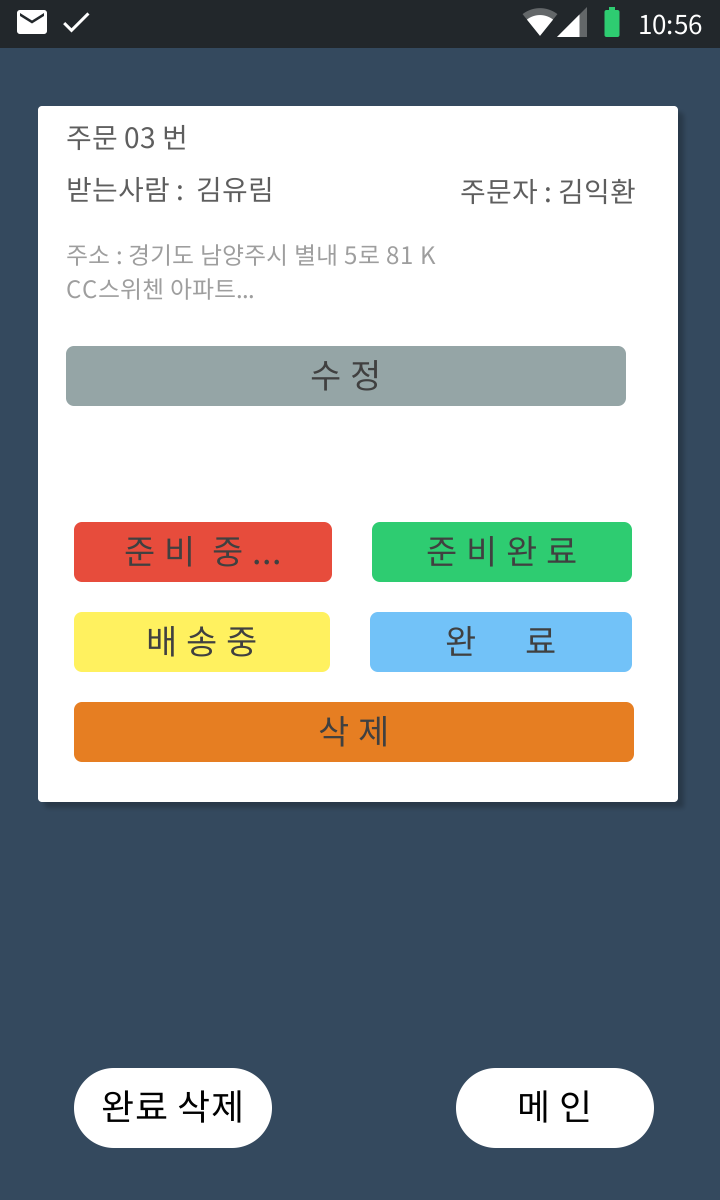 10:56
주문 03 번
받는사람 :  김유림
주문자 : 김익환
주소 : 경기도 남양주시 별내 5로 81 K
CC스위첸 아파트...
수 정
준 비  중 ...
준 비 완 료
배 송 중
완      료
삭 제
완료 삭제
메 인